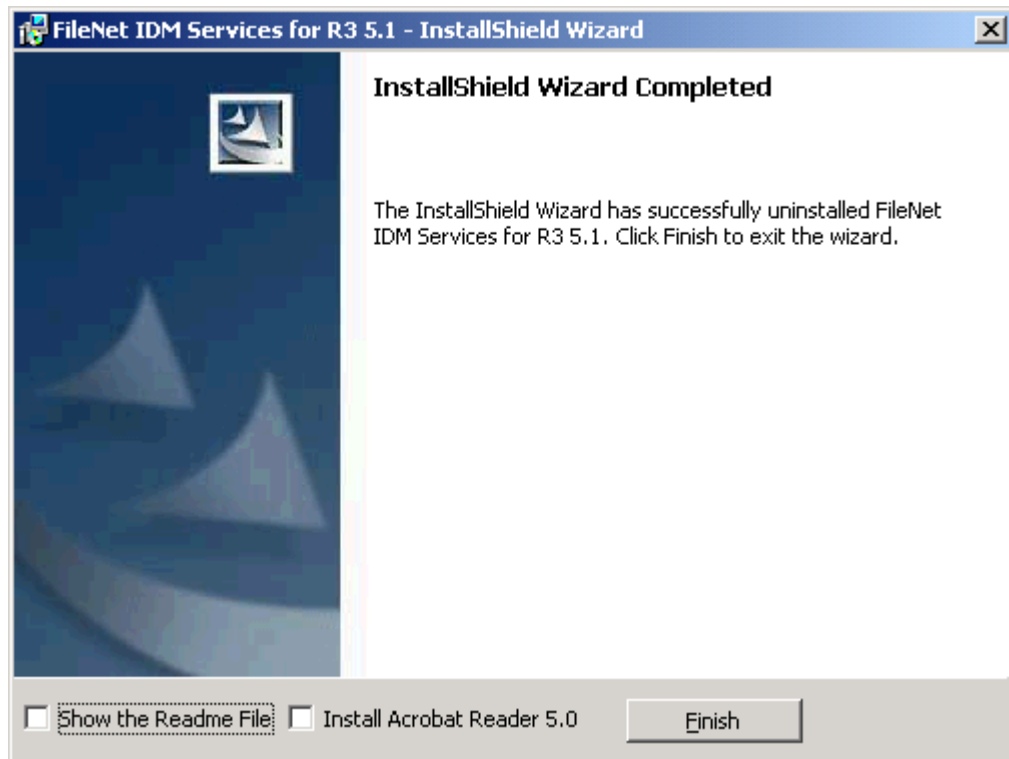 FileNet IDM Services for R3 5.1 - InstallShield Wizard
InstallShield Wizard Completed
The InstallShield Wizard has successfully uninstalled FileNet
IDM Services for R3 5.1. Click Finish to exit the wizard.
Show the Readme File Install Acrobat Reader 5.0 Finish